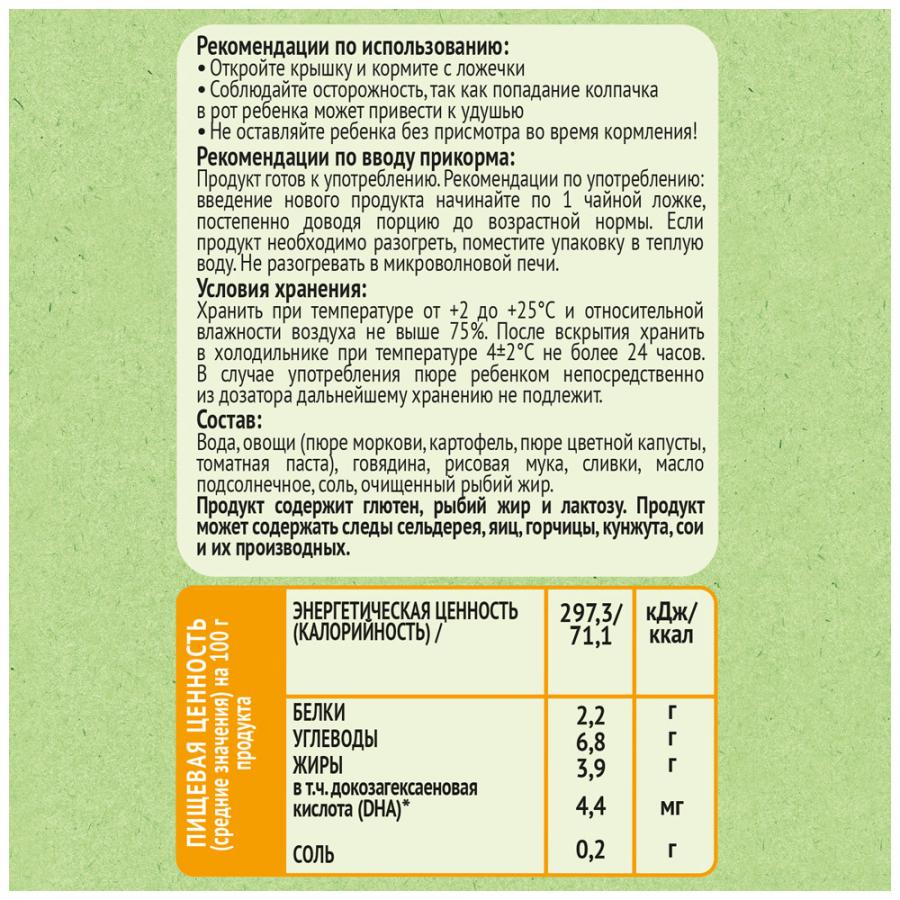 Рекомендации по использованию:
• Откройте крышку и кормите с ложечки
• Соблюдайте осторожность, так как попадание колпачка
в рот ребенка может привести к удушью
• Не оставляйте ребенка без присмотра во время кормления!
Рекомендации по вводу прикорма:
Продукт готов к употреблению. Рекомендации по употреблению:
введение нового продукта начинайте по 1 чайной ложке,
постепенно доводя порцию до возрастной нормы. Если
продукт необходимо разогреть, поместите упаковку в теплую
воду. Не разогревать в микроволновой печи.
Условия хранения:
Хранить при температуре от +2 до +25°С и относительной
влажности воздуха не выше 75%. После вскрытия хранить
в холодильнике при температуре 4±2°С не более 24 часов.
В случае употребления пюре ребенком непосредственно
из дозатора дальнейшему хранению не подлежит.
Состав:
Вода, овощи (пюре моркови, картофель, пюре цветной капусты,
томатная паста), говядина, рисовая мука, сливки, масло
подсолнечное, соль, очищенный рыбий жир.
Продукт содержит глютен, рыбий жир и лактозу. Продукт
может содержать следы сельдерея, яиц, горчицы, кунжута, сои
и их производных.
ПИЩЕВАЯ ЦЕННОСТЬ
(средние значения) на 100 г
продукта
ЭНЕРГЕТИЧЕСКАЯ ЦЕННОСТЬ 297,3/ кДж/
(КАЛОРИЙНОСТЬ) / 71,1 ккал
БЕЛКИ 2,2 г
УГЛЕВОДЫ 6,8 г
ЖИРЫ 3,9 г
в т.ч. докозагексаеновая
кислота (DHA)* 4,4 мг
СОЛЬ 0,2 г